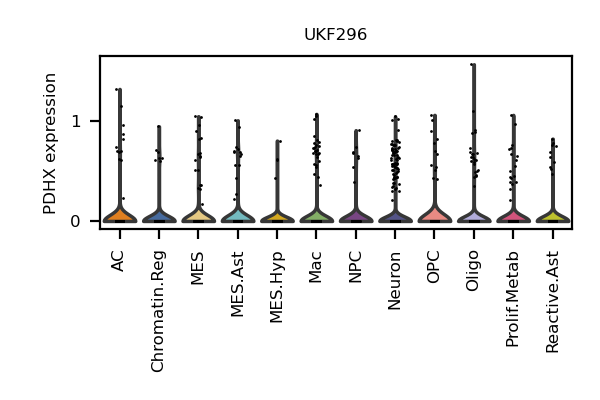 UKF296
PDHX expression
1
0
AC
Chromatin.Reg
MES
MES.Ast
MES.Hyp
Mac
NPC
Neuron
OPC
Oligo
Prolif.Metab
Reactive.Ast